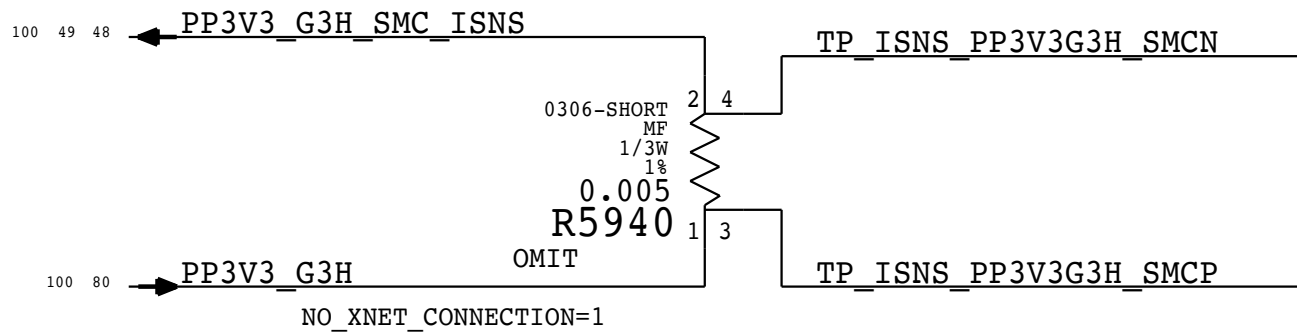 100 49 48 PP3V3_G3H_SMC_ISNS
TP_ISNS_PP3V3G3H_SMCN
2 4
0306-SHORT
MF
1/3W
1%
0.005
R5940 1 3
OMIT
100 80 PP3V3_G3H
TP_ISNS_PP3V3G3H_SMCP
NO_XNET_CONNECTION=1